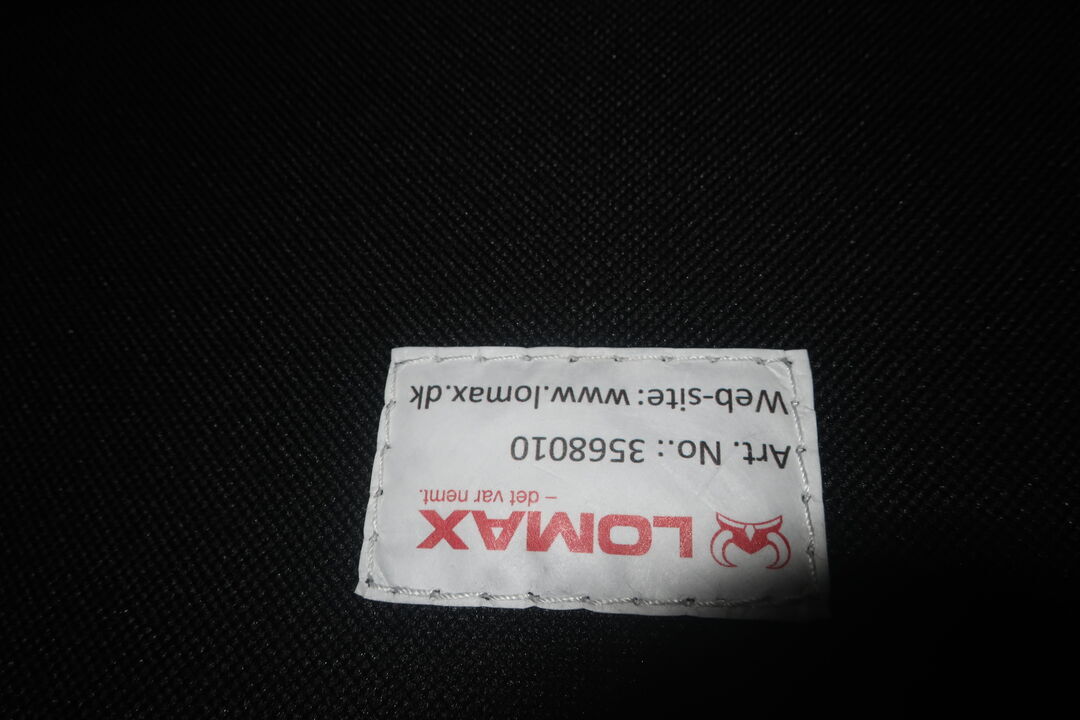 LOMAX
– det var nemt.
Art. No.: 3568010
Web-site: www.lomax.dk